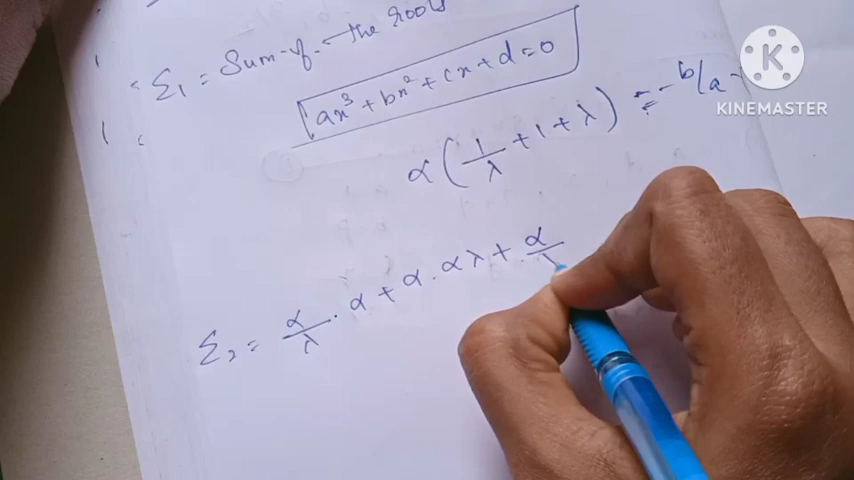 Σ₁ = Sum of the roots
ax³ + bx² + cx + d = 0
α(1/λ + 1 + λ) = -b/a
Σ₂ = α/λ · α + α · αλ + α/λ
K
KINEMASTER